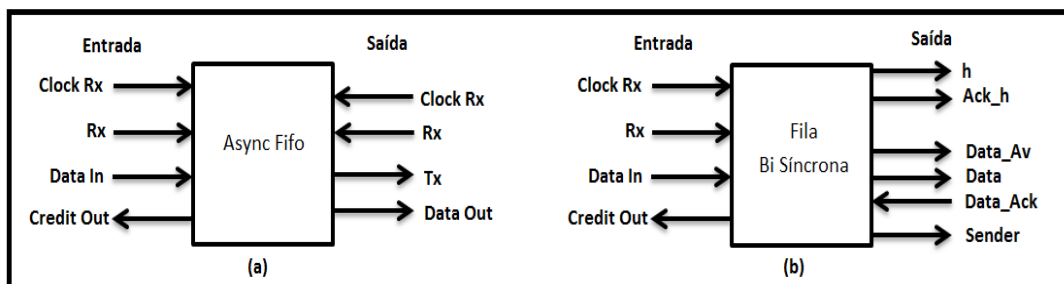 Entrada
Saída
Clock Rx
Rx
Data In
Credit Out
Async Fifo
Clock Rx
Rx
Tx
Data Out
(a)
Entrada
Saída
Clock Rx
Rx
Data In
Credit Out
Fila
Bi Síncrona
h
Ack_h
Data_Av
Data
Data_Ack
Sender
(b)